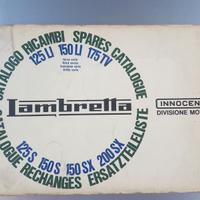 CATALOGO RICAMBI SPARES CATALOGUE
125 LI 150 LI T 175 TV
Lambretta
INNOCEN
DIVISIONE MO
125 S 150 S 150 SX 200 SX
CATALOGUE RECHANGES ERSATZTEILELISTE